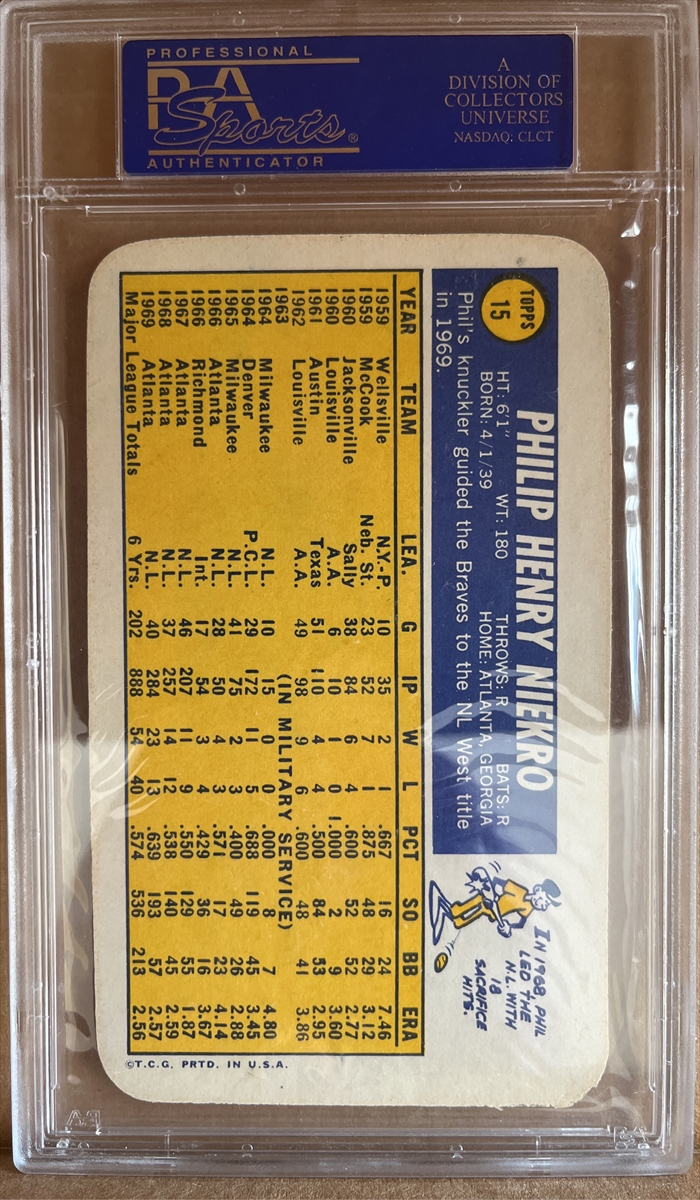 PROFESSIONAL
PSA
Sports®
AUTHENTICATOR
A
DIVISION OF
COLLECTORS
UNIVERSE
NASDAQ: CLCT
TOPPS
15
PHILIP HENRY NIEKRO
HT: 6'1" WT: 180 THROWS: R BATS: R
BORN: 4/1/39 HOME: ATLANTA, GEORGIA
Phil's knuckler guided the Braves to the NL West title
in 1969.
IN 1968, PHIL
LED THE
N.L. WITH
18
SACRIFICE
HITS.
YEAR TEAM LEA. G IP W L PCT SO BB ERA
1959 Wellsville N.Y.-P. 10 35 2 1 .667 16 24 7.46
1959 McCook Neb. St. 23 52 7 1 .875 48 29 3.12
1960 Jacksonville Sally 38 84 6 4 .600 52 52 2.77
1960 Louisville A.A. 6 10 1 0 1.000 2 9 3.60
1961 Austin Texas 51 110 4 4 .500 84 53 2.95
1962 Louisville A.A. 49 98 9 6 .600 48 41 3.86
1963 (IN MILITARY SERVICE)
1964 Milwaukee N.L. 10 15 0 0 .000 8 7 4.80
1964 Denver P.C.L. 29 172 11 5 .688 119 45 3.45
1965 Milwaukee N.L. 41 75 2 3 .400 49 26 2.88
1966 Atlanta N.L. 28 50 4 3 .571 17 23 4.14
1966 Richmond Int. 17 54 3 4 .429 36 16 3.67
1967 Atlanta N.L. 46 207 11 9 .550 129 55 1.87
1968 Atlanta N.L. 37 257 14 12 .538 140 45 2.59
1969 Atlanta N.L. 40 284 23 13 .639 193 57 2.57
Major League Totals 6 Yrs. 202 888 54 40 .574 536 213 2.56
©T.C.G. PRTD. IN U.S.A.